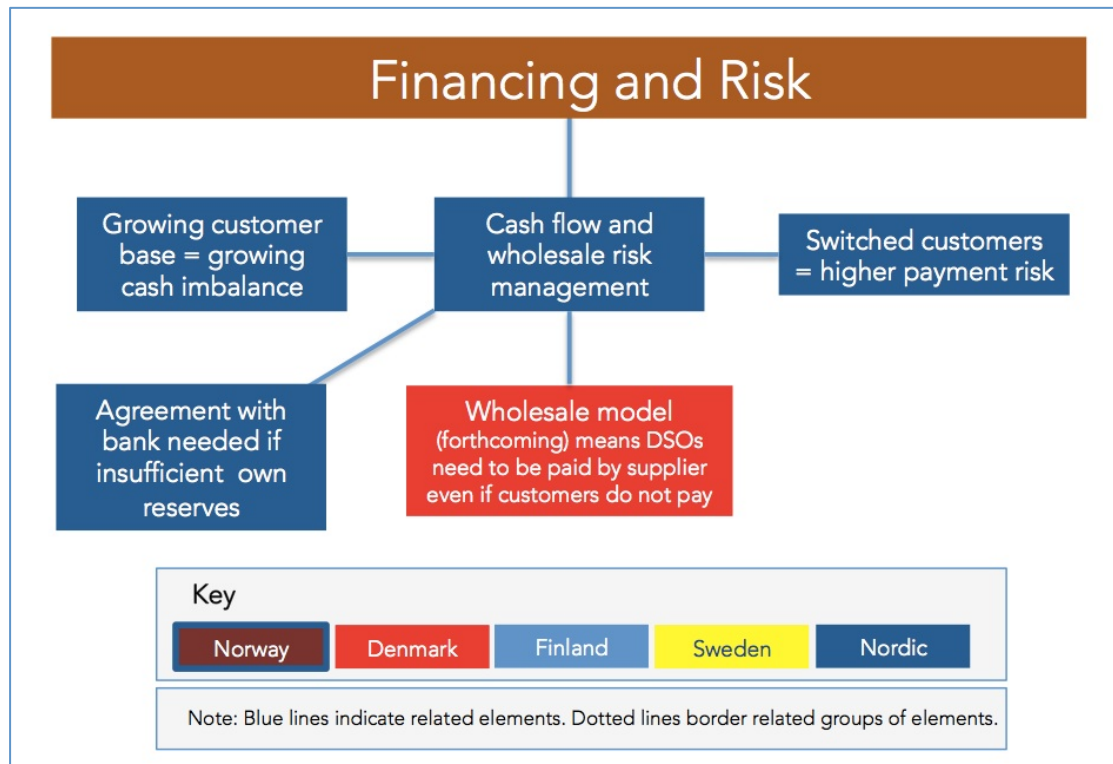 Financing and Risk
Growing customer
base = growing
cash imbalance
Cash flow and
wholesale risk
management
Switched customers
= higher payment risk
Agreement with
bank needed if
insufficient own
reserves
Wholesale model
(forthcoming) means DSOs
need to be paid by supplier
even if customers do not pay
Key
Norway
Denmark
Finland
Sweden
Nordic
Note: Blue lines indicate related elements. Dotted lines border related groups of elements.